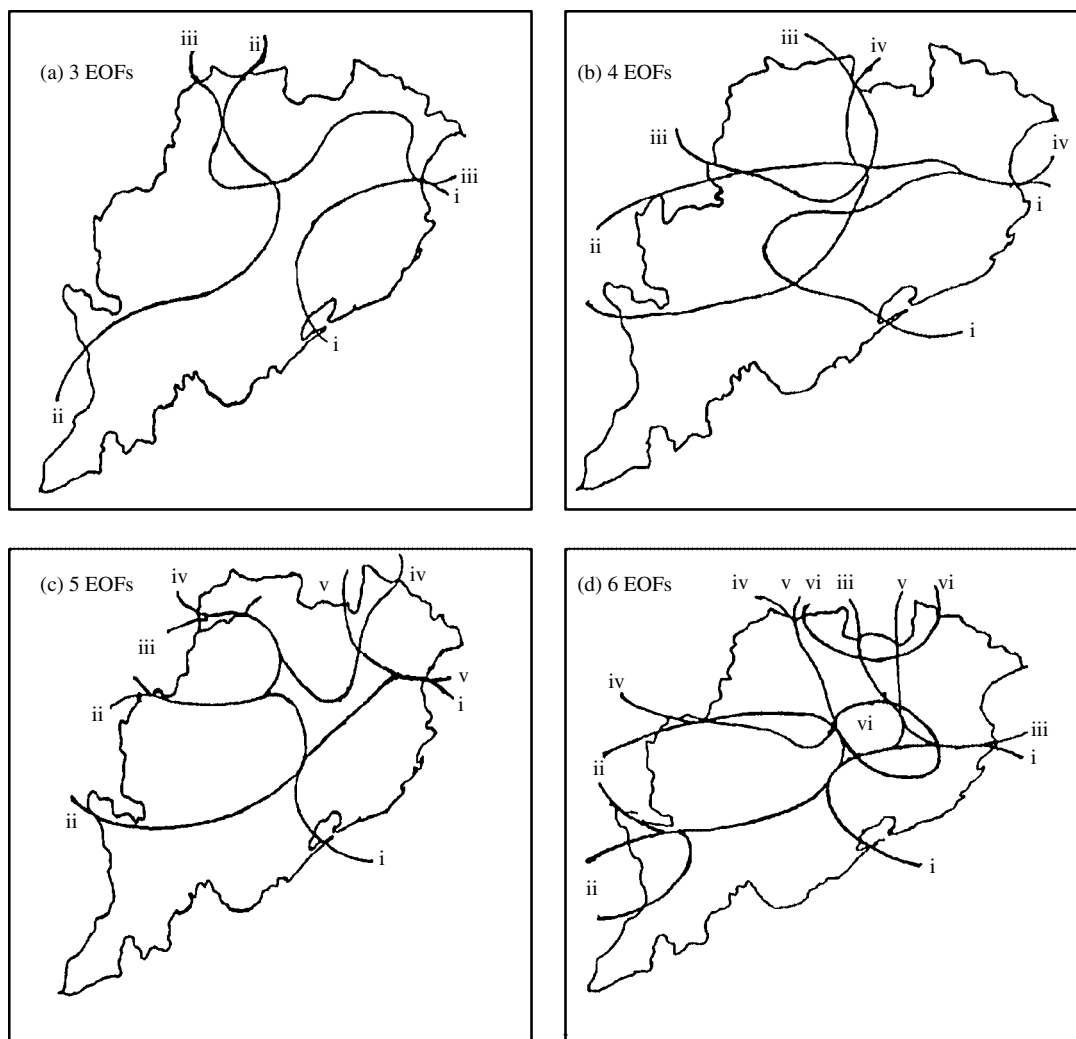 iii ii
(a) 3 EOFs
iii
i
i
ii
iii iv
(b) 4 EOFs
iii
iv
i
ii
i
(c) 5 EOFs
iv v iv
iii
v
i
ii
ii
i
(d) 6 EOFs
iv v vi iii v vi
iv
vi
iii
i
ii
i
ii